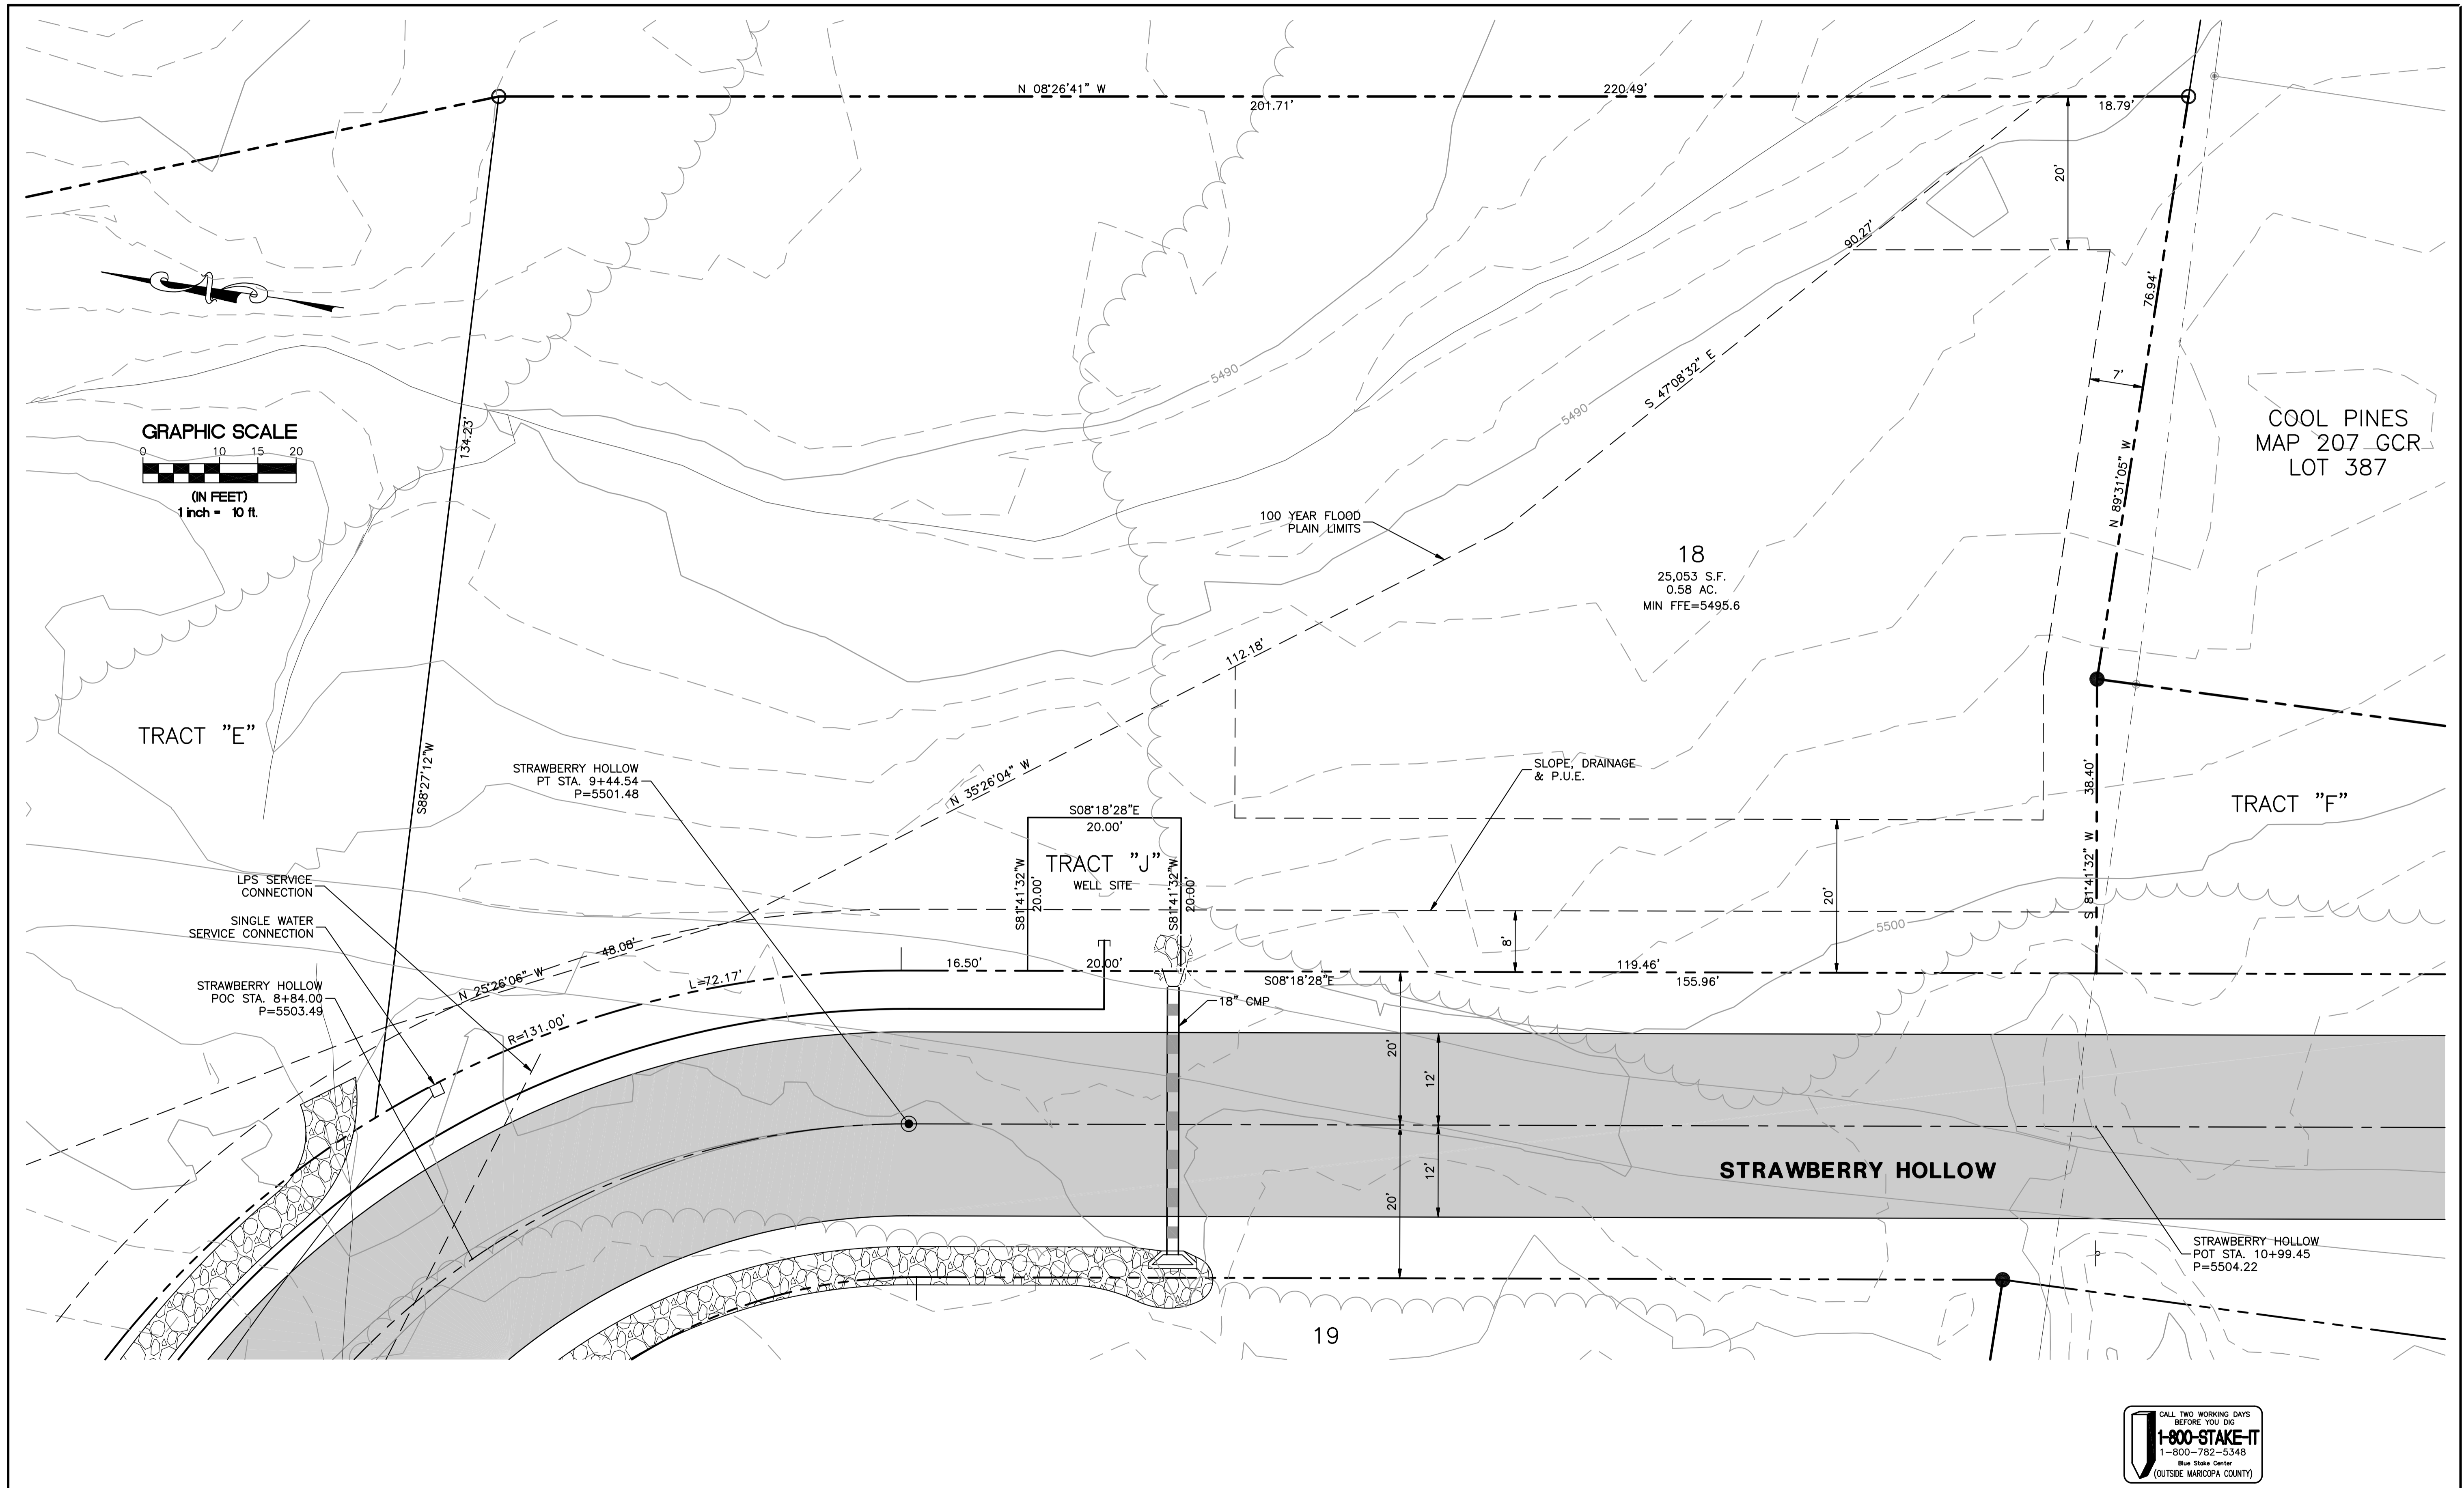 N 08°26'41" W
201.71'
220.49'
18.79'
20'
90.27'
76.94'
7'
S 47°08'32" E
5490
5490
N 89°31'05" W
COOL PINES
MAP 207 GCR
LOT 387
GRAPHIC SCALE
0 10 15 20
(IN FEET)
1 inch = 10 ft.
134.23'
S88°27'12"W
100 YEAR FLOOD
PLAIN LIMITS
18
25,053 S.F.
0.58 AC.
MIN FFE=5495.6
112.18'
N 35°26'04" W
TRACT "E"
STRAWBERRY HOLLOW
PT STA. 9+44.54
P=5501.48
SLOPE, DRAINAGE
& P.U.E.
38.40'
S 81°41'32" W
TRACT "F"
S08°18'28"E
20.00'
TRACT "J"
WELL SITE
S81°41'32"W
20.00'
S81°41'32"W
20.00'
LPS SERVICE
CONNECTION
SINGLE WATER
SERVICE CONNECTION
20'
8'
5500
48.08'
N 25°26'06" W
L=72.17'
16.50'
20.00'
S08°18'28"E
119.46'
155.96'
STRAWBERRY HOLLOW
POC STA. 8+84.00
P=5503.49
R=131.00'
18" CMP
20'
12'
12'
20'
STRAWBERRY HOLLOW
STRAWBERRY HOLLOW
POT STA. 10+99.45
P=5504.22
19
CALL TWO WORKING DAYS
BEFORE YOU DIG
1-800-STAKE-IT
1-800-782-5348
Blue Stake Center
(OUTSIDE MARICOPA COUNTY)